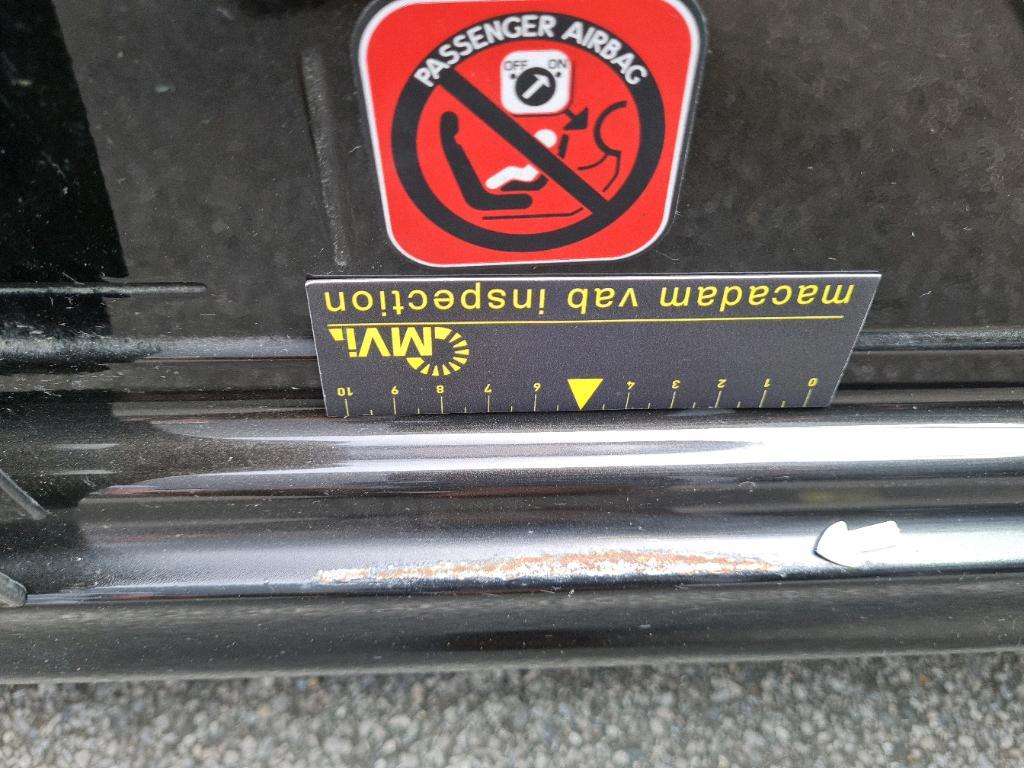 PASSENGER AIRBAG
OFF ON
macadam vab inspection
MVi.
10 9 8 7 6 4 3 2 1 0